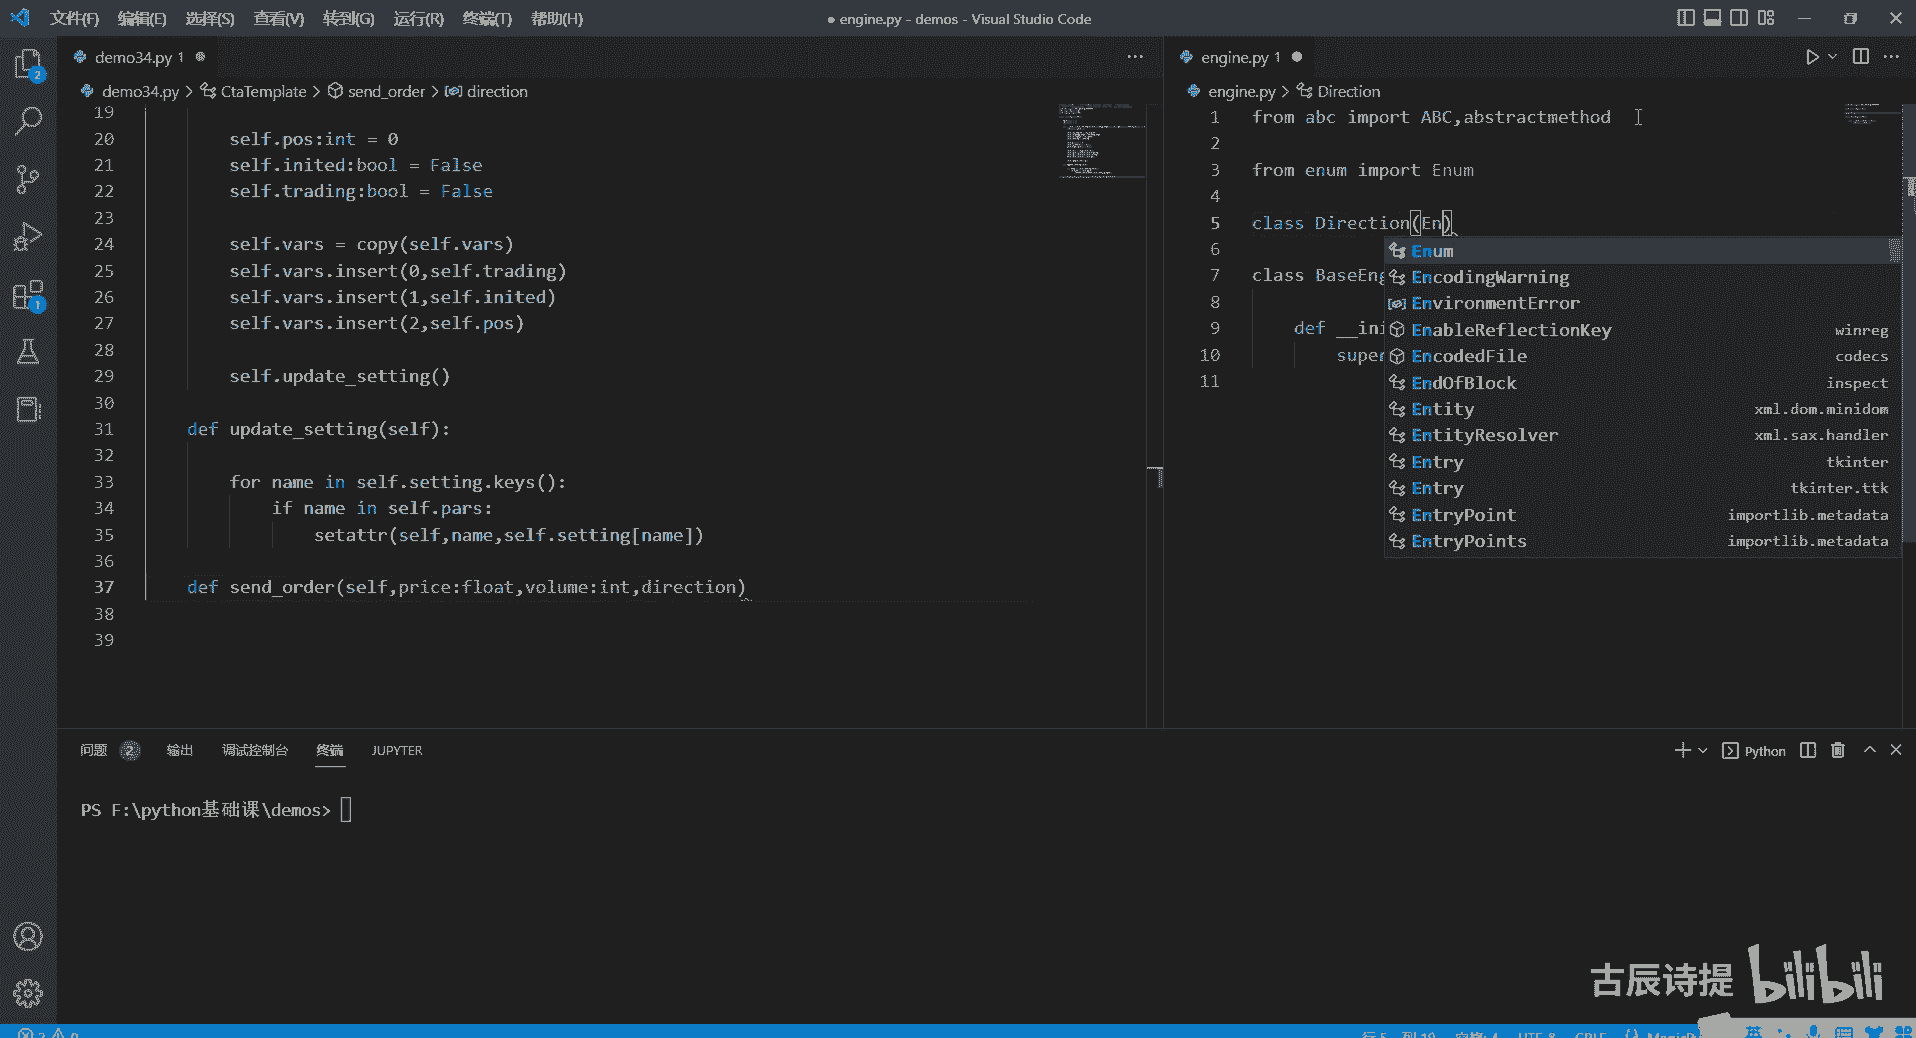 文件(F) 编辑(E) 选择(S) 查看(V) 转到(G) 运行(R) 终端(T) 帮助(H)
● engine.py - demos - Visual Studio Code
demo34.py 1
demo34.py > CtaTemplate > send_order > direction
19
20 self.pos:int = 0
21 self.inited:bool = False
22 self.trading:bool = False
23
24 self.vars = copy(self.vars)
25 self.vars.insert(0,self.trading)
26 self.vars.insert(1,self.inited)
27 self.vars.insert(2,self.pos)
28
29 self.update_setting()
30
31 def update_setting(self):
32
33 for name in self.setting.keys():
34 if name in self.pars:
35 setattr(self,name,self.setting[name])
36
37 def send_order(self,price:float,volume:int,direction)
38
39
engine.py 1
engine.py > Direction
1 from abc import ABC,abstractmethod
2
3 from enum import Enum
4
5 class Direction(En)
6
7 class BaseEng
8
9 def __ini
10 super
11
Enum
EncodingWarning
EnvironmentError
EnableReflectionKey winreg
EncodedFile codecs
EndOfBlock inspect
Entity xml.dom.minidom
EntityResolver xml.sax.handler
Entry tkinter
Entry tkinter.ttk
EntryPoint importlib.metadata
EntryPoints importlib.metadata
2
1
问题 2 输出 调试控制台 终端 JUPYTER
Python
PS F:\python基础课\demos>
古辰诗提 bilibili